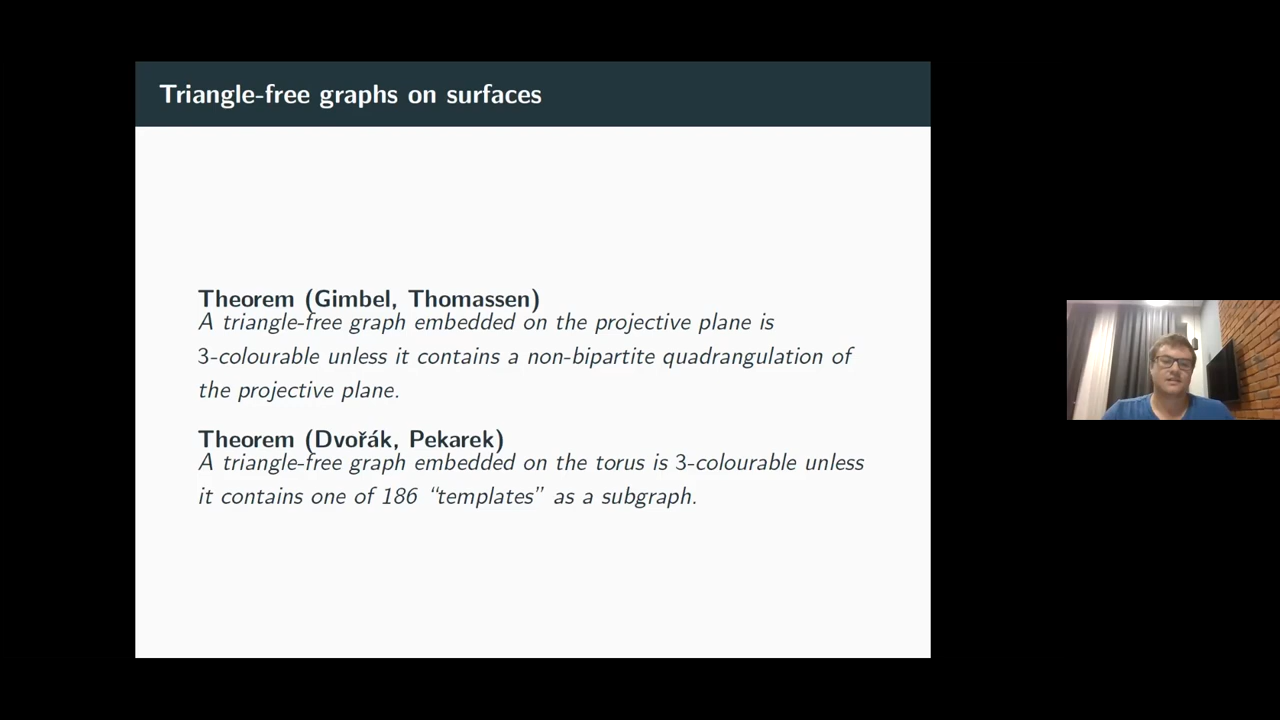 Triangle-free graphs on surfaces
Theorem (Gimbel, Thomassen)
A triangle-free graph embedded on the projective plane is
3-colourable unless it contains a non-bipartite quadrangulation of
the projective plane.
Theorem (Dvořák, Pekarek)
A triangle-free graph embedded on the torus is 3-colourable unless
it contains one of 186 “templates” as a subgraph.